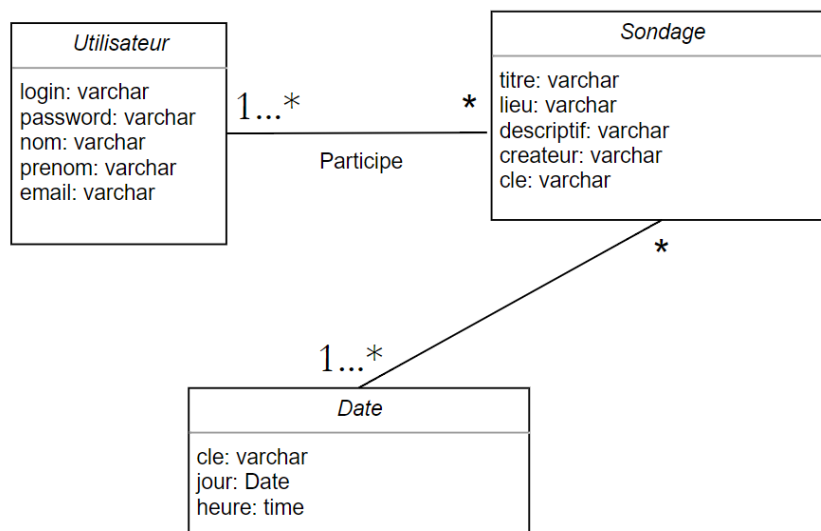 Utilisateur
login: varchar
password: varchar
nom: varchar
prenom: varchar
email: varchar
1...*
*
Participe
Sondage
titre: varchar
lieu: varchar
descriptif: varchar
createur: varchar
cle: varchar
*
1...*
Date
cle: varchar
jour: Date
heure: time